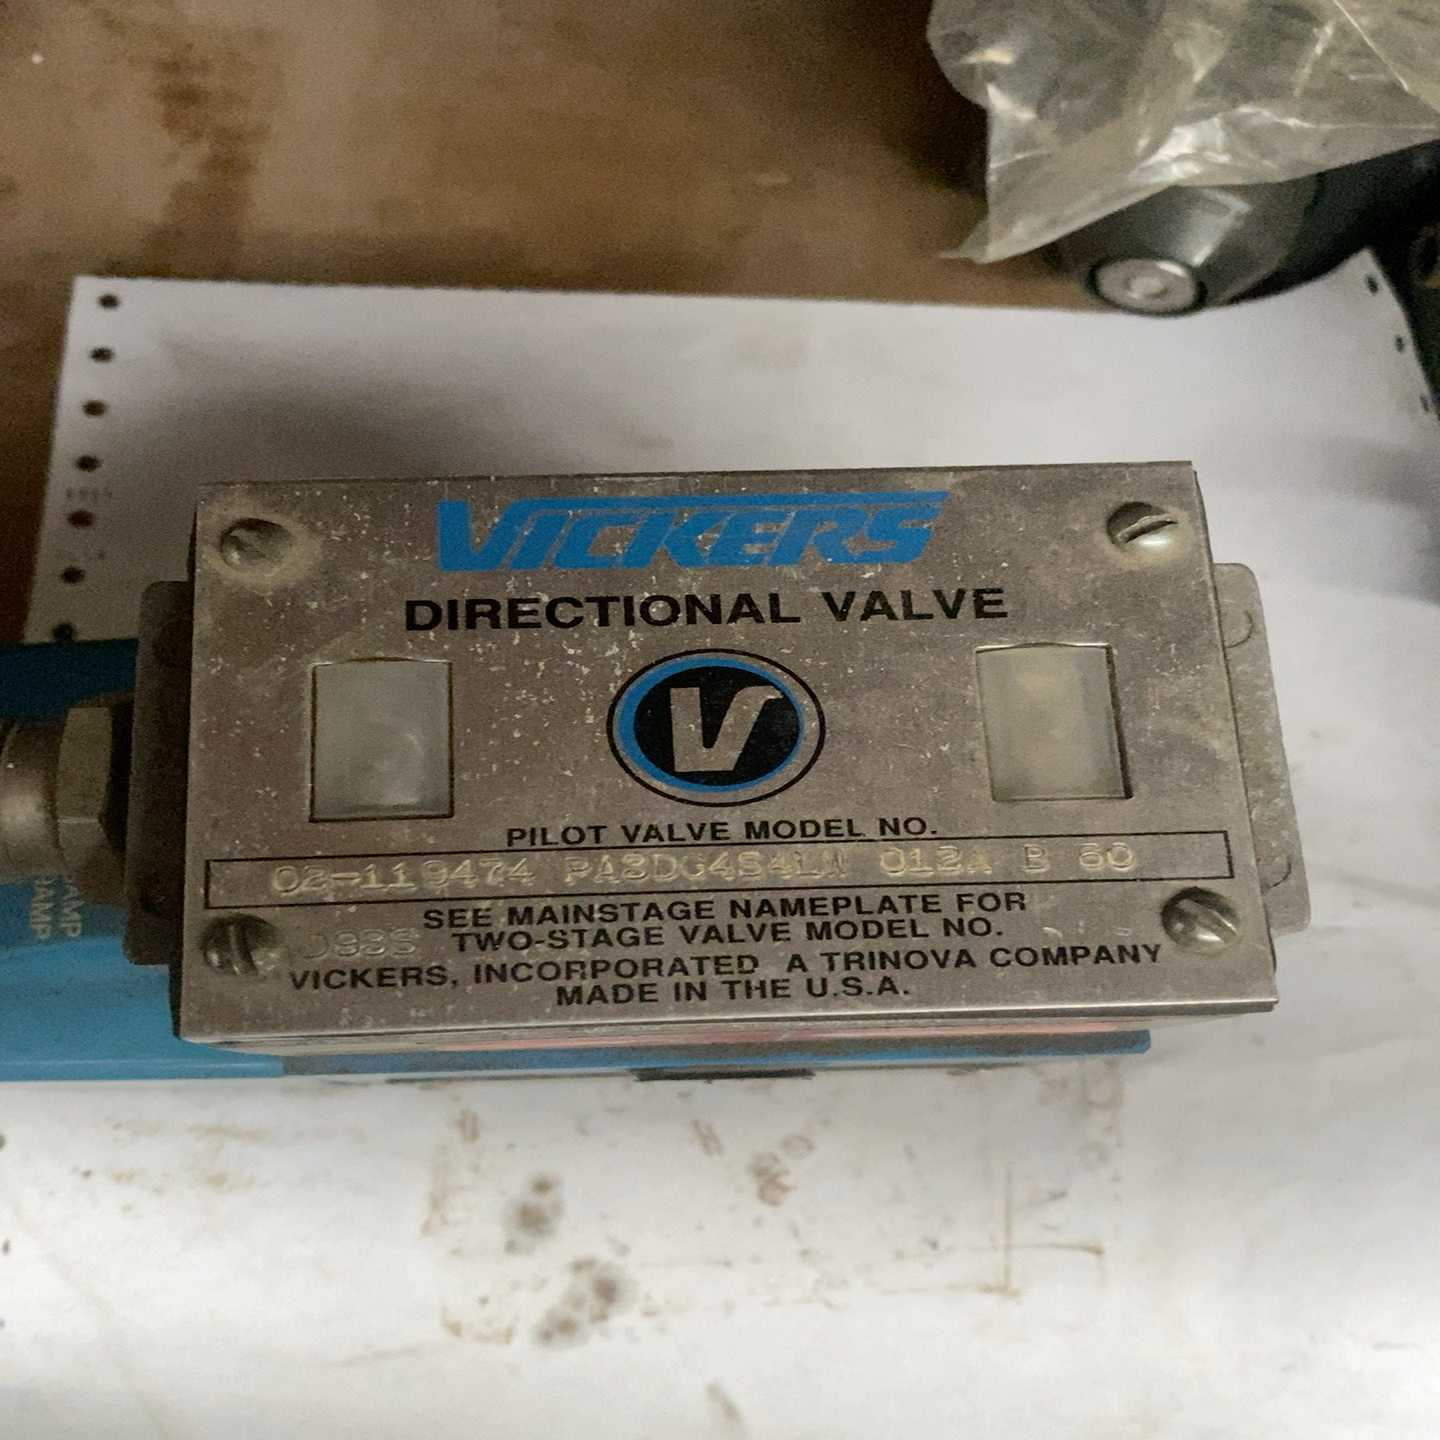 VICKERS
DIRECTIONAL VALVE
V
PILOT VALVE MODEL NO.
02-119474 PA3DG4S4LW 012A B 60
SEE MAINSTAGE NAMEPLATE FOR
TWO-STAGE VALVE MODEL NO.
VICKERS, INCORPORATED A TRINOVA COMPANY
MADE IN THE U.S.A.